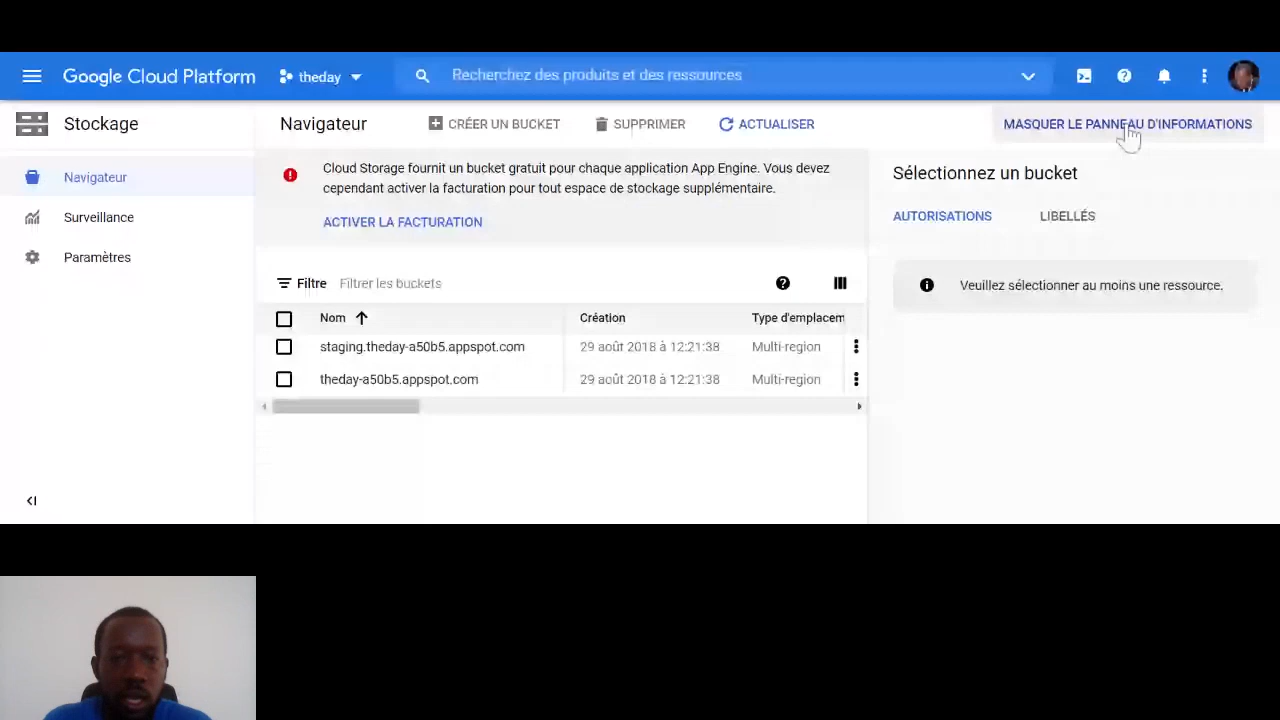 Google Cloud Platform theday Recherchez des produits et des ressources
Stockage
Navigateur
Surveillance
Paramètres
Navigateur CRÉER UN BUCKET SUPPRIMER ACTUALISER MASQUER LE PANNEAU D'INFORMATIONS
Cloud Storage fournit un bucket gratuit pour chaque application App Engine. Vous devez
cependant activer la facturation pour tout espace de stockage supplémentaire.
ACTIVER LA FACTURATION
Filtre Filtrer les buckets
Nom Création Type d'emplacem
staging.theday-a50b5.appspot.com 29 août 2018 à 12:21:38 Multi-region
theday-a50b5.appspot.com 29 août 2018 à 12:21:38 Multi-region
Sélectionnez un bucket
AUTORISATIONS LIBELLÉS
Veuillez sélectionner au moins une ressource.